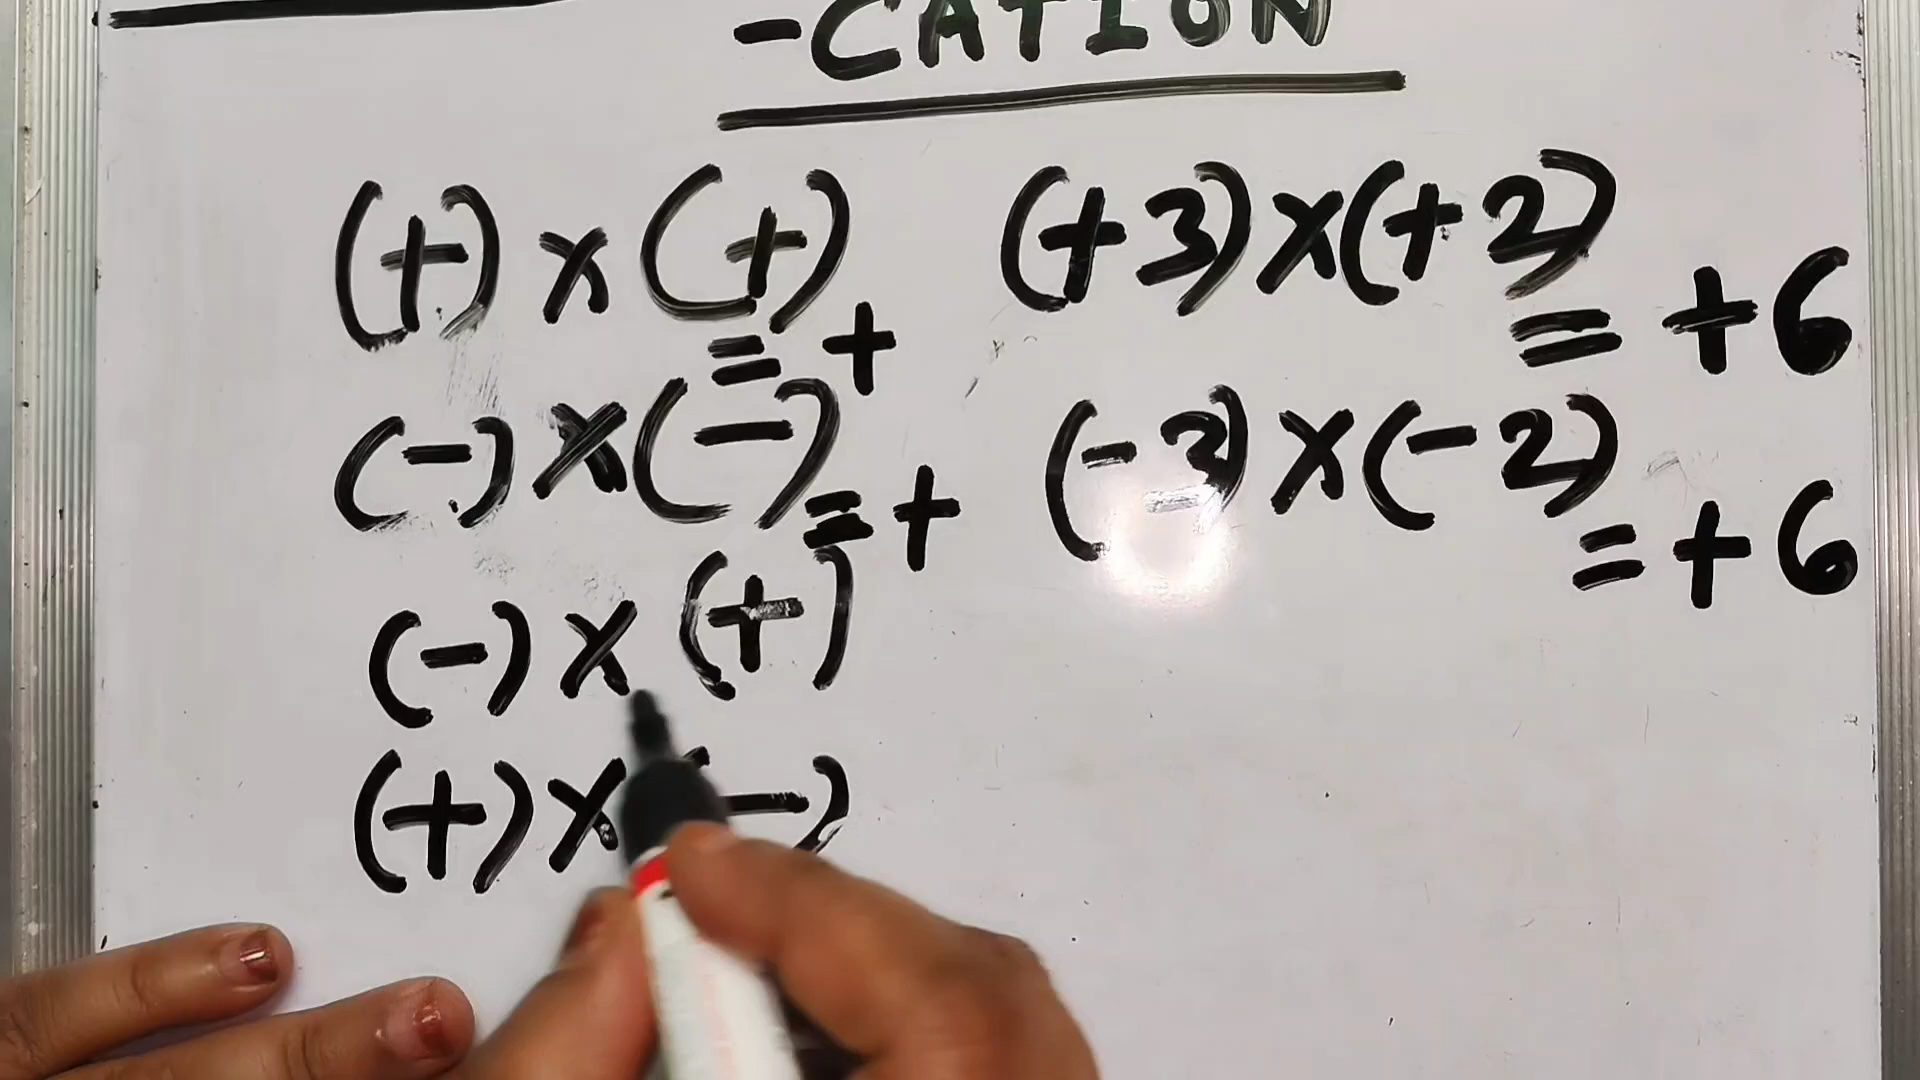 -CATION
(+) x (+) = + (+3)x(+2) = +6
(-) x (-) = + (-3)x(-2) = +6
(-) x (+)
(+) x (-)